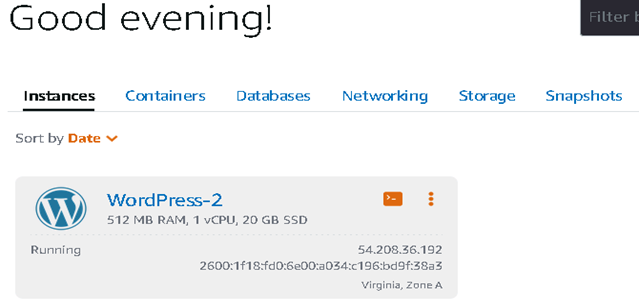 Good evening!
Filter b
Instances Containers Databases Networking Storage Snapshots
Sort by Date
WordPress-2
512 MB RAM, 1 vCPU, 20 GB SSD
Running 54.208.36.192
2600:1f18:fd0:6e00:a034:c196:bd9f:38a3
Virginia, Zone A